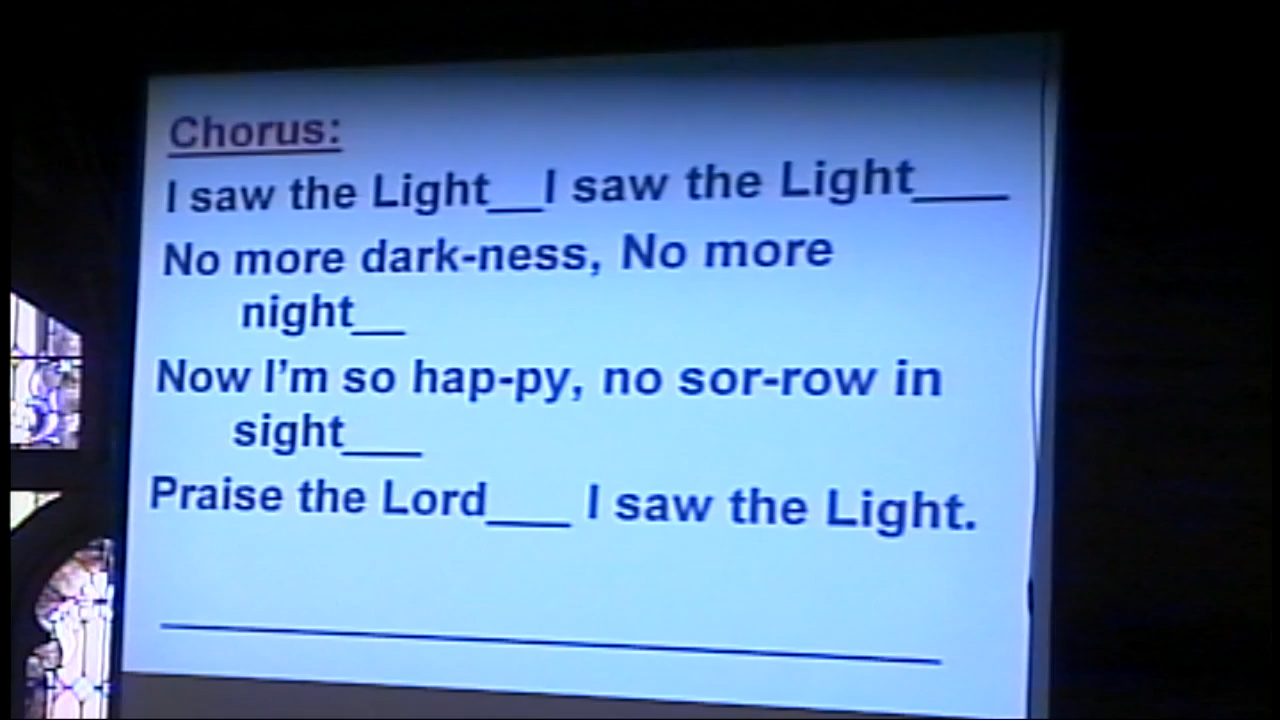 Chorus:
I saw the Light__I saw the Light____
No more dark-ness, No more
night__
Now I'm so hap-py, no sor-row in
sight___
Praise the Lord___ I saw the Light.